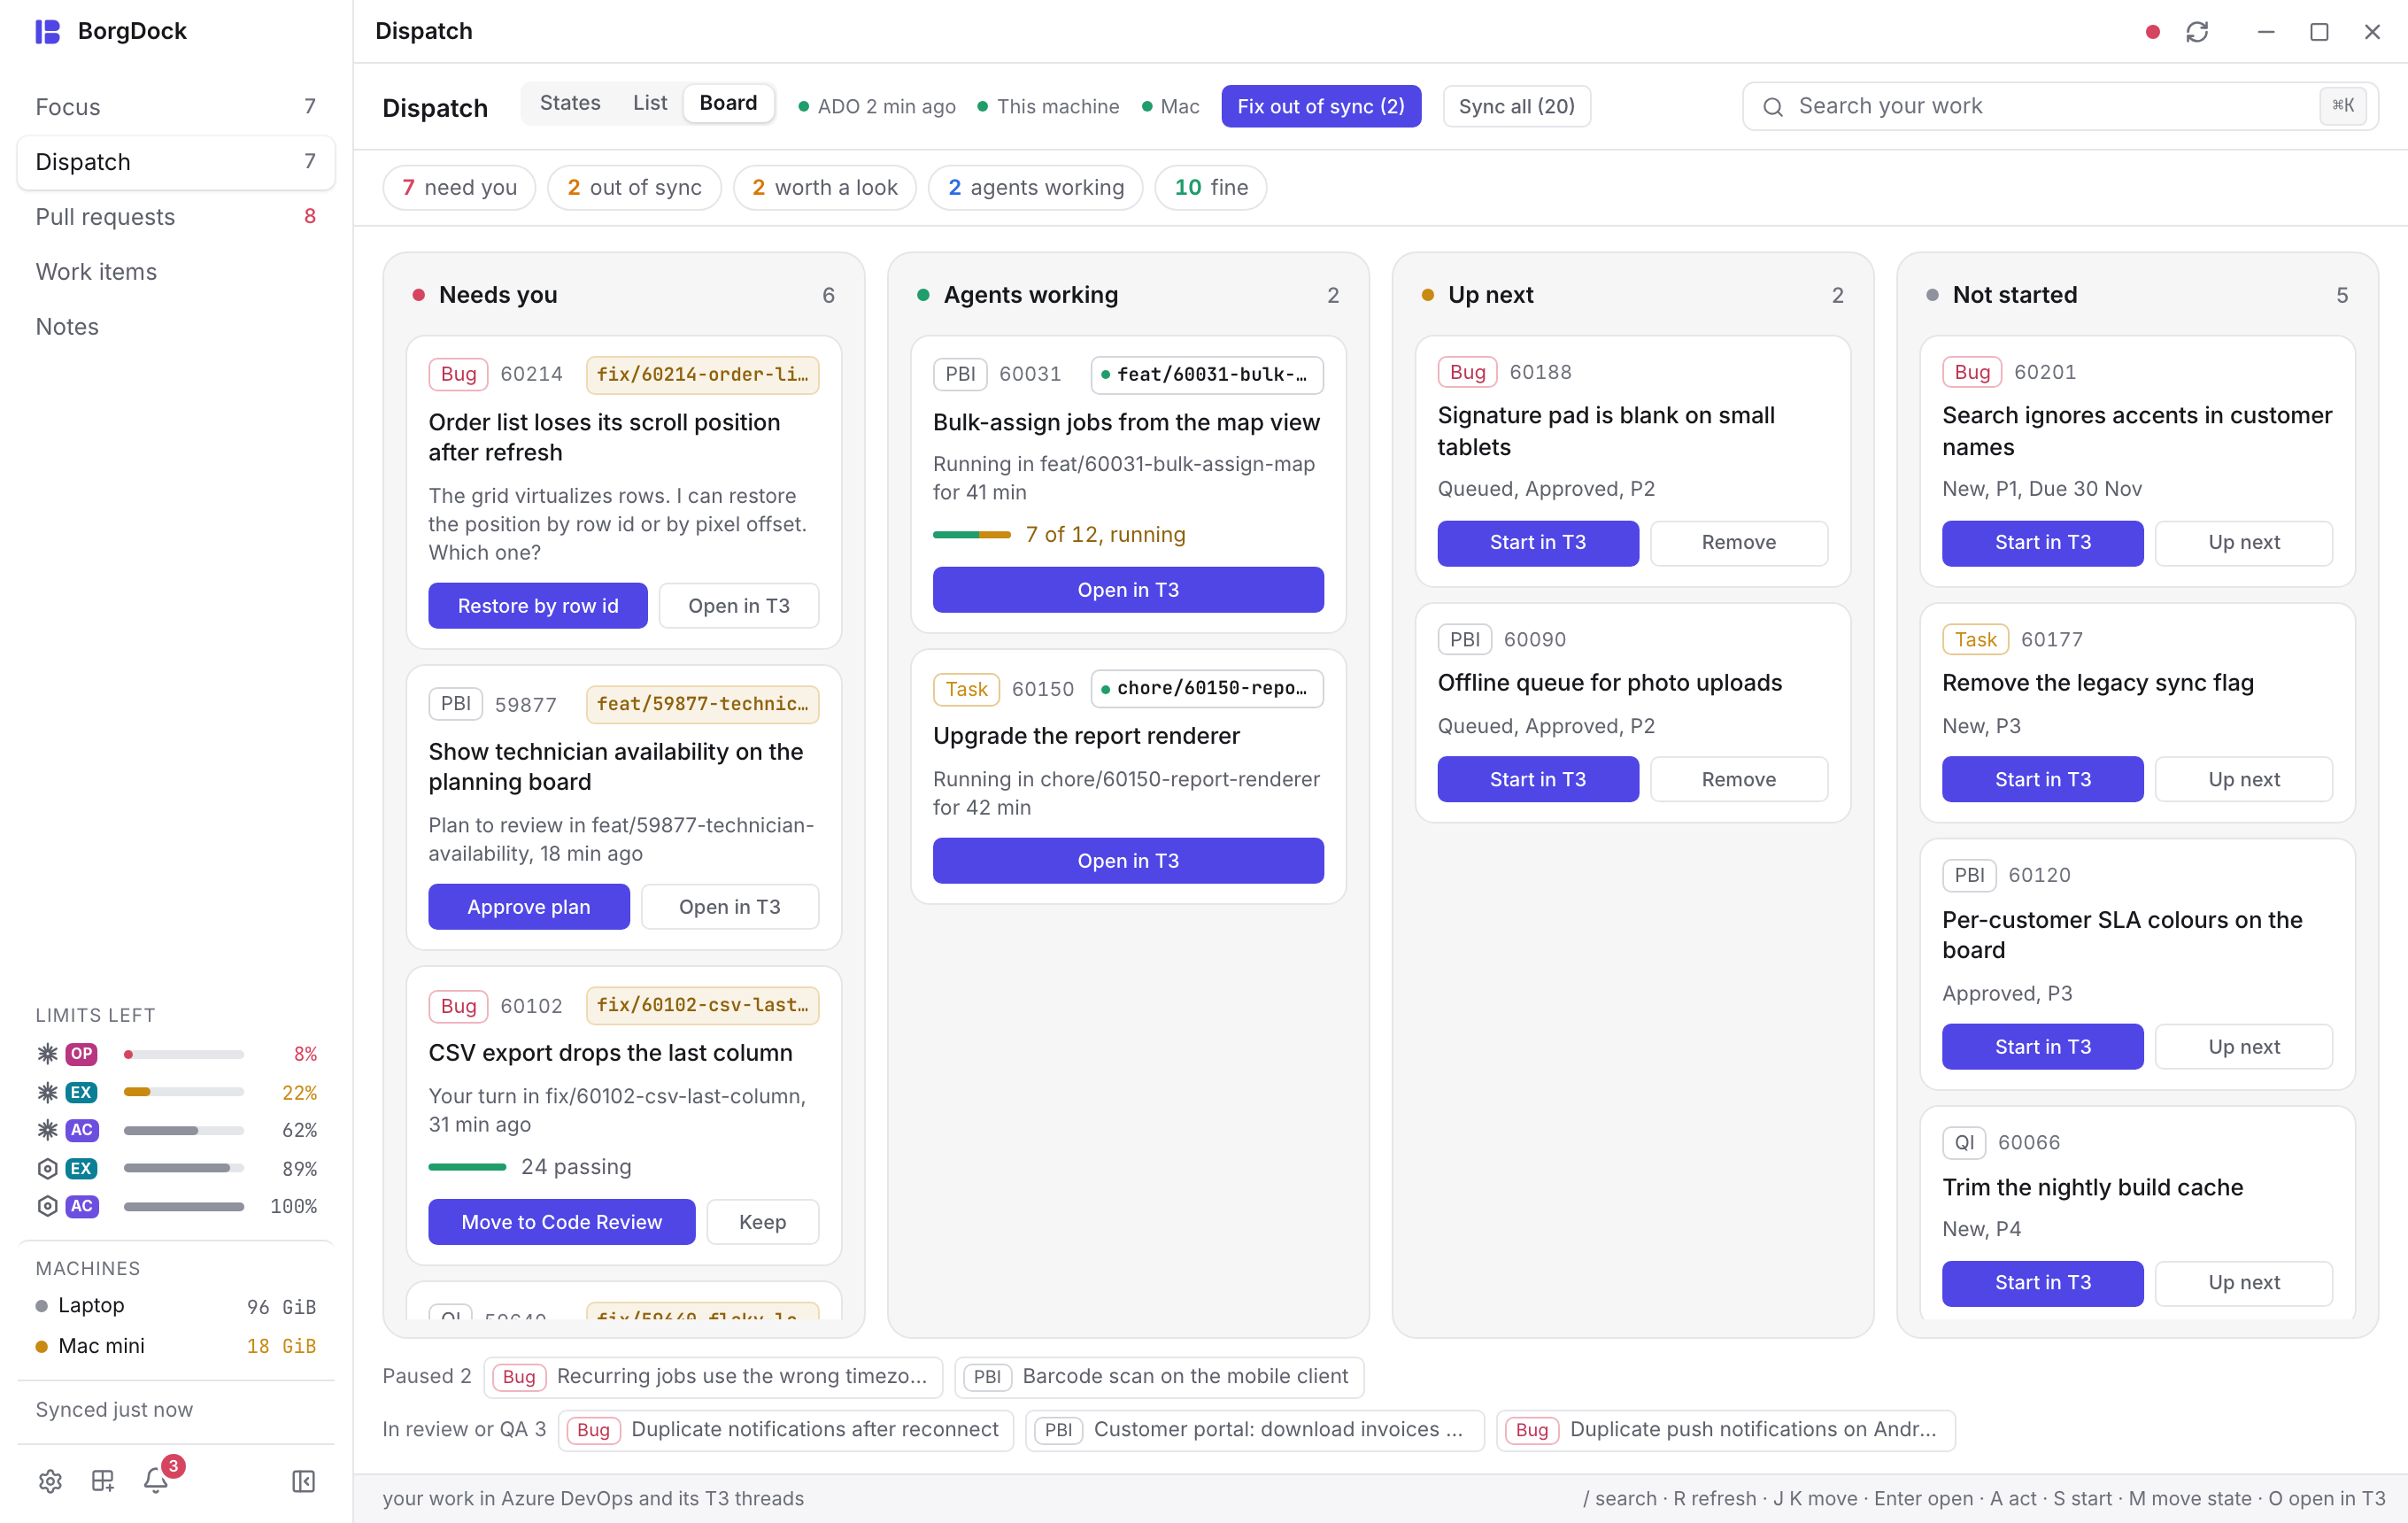 BorgDock
Focus 7
Dispatch 7
Pull requests 8
Work items
Notes
LIMITS LEFT
OP 8%
EX 22%
AC 62%
EX 89%
AC 100%
MACHINES
Laptop 96 GiB
Mac mini 18 GiB
Synced just now
3
Dispatch
Dispatch States List Board ADO 2 min ago This machine Mac Fix out of sync (2) Sync all (20) Search your work ⌘K
7 need you 2 out of sync 2 worth a look 2 agents working 10 fine
Needs you 6
Bug 60214 fix/60214-order-li…
Order list loses its scroll position
after refresh
The grid virtualizes rows. I can restore
the position by row id or by pixel offset.
Which one?
Restore by row id Open in T3
PBI 59877 feat/59877-technic…
Show technician availability on the
planning board
Plan to review in feat/59877-technician-
availability, 18 min ago
Approve plan Open in T3
Bug 60102 fix/60102-csv-last…
CSV export drops the last column
Your turn in fix/60102-csv-last-column,
31 min ago
24 passing
Move to Code Review Keep
QI 59640 fix/59640-flaky-lo…
Agents working 2
PBI 60031 feat/60031-bulk-…
Bulk-assign jobs from the map view
Running in feat/60031-bulk-assign-map
for 41 min
7 of 12, running
Open in T3
Task 60150 chore/60150-repo…
Upgrade the report renderer
Running in chore/60150-report-renderer
for 42 min
Open in T3
Up next 2
Bug 60188
Signature pad is blank on small
tablets
Queued, Approved, P2
Start in T3 Remove
PBI 60090
Offline queue for photo uploads
Queued, Approved, P2
Start in T3 Remove
Not started 5
Bug 60201
Search ignores accents in customer
names
New, P1, Due 30 Nov
Start in T3 Up next
Task 60177
Remove the legacy sync flag
New, P3
Start in T3 Up next
PBI 60120
Per-customer SLA colours on the
board
Approved, P3
Start in T3 Up next
QI 60066
Trim the nightly build cache
New, P4
Start in T3 Up next
Paused 2 Bug Recurring jobs use the wrong timezo… PBI Barcode scan on the mobile client
In review or QA 3 Bug Duplicate notifications after reconnect PBI Customer portal: download invoices … Bug Duplicate push notifications on Andr…
your work in Azure DevOps and its T3 threads
/ search · R refresh · J K move · Enter open · A act · S start · M move state · O open in T3